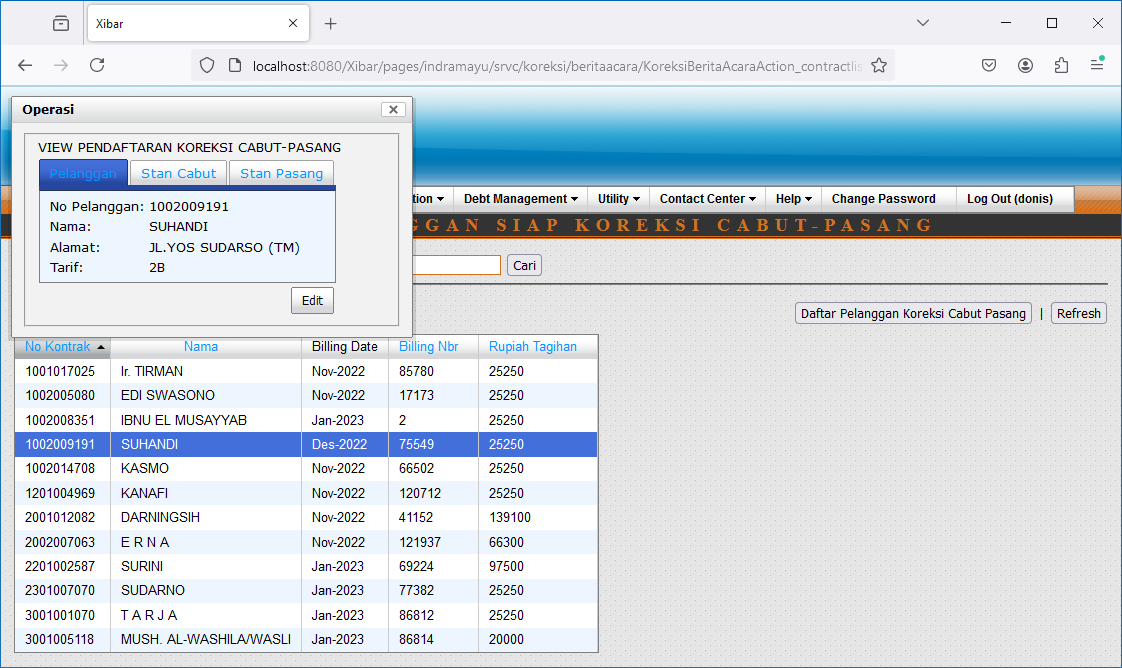 Xibar
localhost:8080/Xibar/pages/indramayu/srvc/koreksi/beritaacara/KoreksiBeritaAcaraAction_contractlis
Operasi
VIEW PENDAFTARAN KOREKSI CABUT-PASANG
Pelanggan Stan Cabut Stan Pasang
No Pelanggan: 1002009191
Nama: SUHANDI
Alamat: JL.YOS SUDARSO (TM)
Tarif: 2B
Edit
tion Debt Management Utility Contact Center Help Change Password Log Out (donis)
GGAN SIAP KOREKSI CABUT-PASANG
Cari
Daftar Pelanggan Koreksi Cabut Pasang | Refresh
No Kontrak Nama Billing Date Billing Nbr Rupiah Tagihan
1001017025 Ir. TIRMAN Nov-2022 85780 25250
1002005080 EDI SWASONO Nov-2022 17173 25250
1002008351 IBNU EL MUSAYYAB Jan-2023 2 25250
1002009191 SUHANDI Des-2022 75549 25250
1002014708 KASMO Nov-2022 66502 25250
1201004969 KANAFI Nov-2022 120712 25250
2001012082 DARNINGSIH Nov-2022 41152 139100
2002007063 E R N A Nov-2022 121937 66300
2201002587 SURINI Jan-2023 69224 97500
2301007070 SUDARNO Jan-2023 77382 25250
3001001070 T A R J A Jan-2023 86812 25250
3001005118 MUSH. AL-WASHILA/WASLI Jan-2023 86814 20000